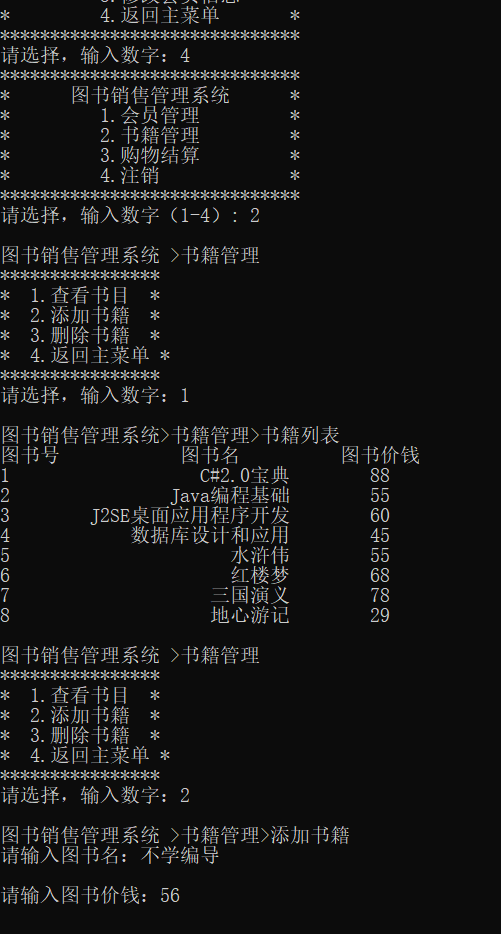 *         4.返回主菜单       *
******************************
请选择，输入数字：4
******************************
*      图书销售管理系统      *
*         1.会员管理         *
*         2.书籍管理         *
*         3.购物结算         *
*         4.注销             *
******************************
请选择，输入数字（1-4）: 2
图书销售管理系统 >书籍管理
****************
*  1.查看书目  *
*  2.添加书籍  *
*  3.删除书籍  *
*  4.返回主菜单 *
****************
请选择，输入数字：1
图书销售管理系统>书籍管理>书籍列表
图书号            图书名          图书价钱
1                   C#2.0宝典        88
2                Java编程基础        55
3        J2SE桌面应用程序开发        60
4            数据库设计和应用        45
5                      水浒伟        55
6                      红楼梦        68
7                    三国演义        78
8                    地心游记        29
图书销售管理系统 >书籍管理
****************
*  1.查看书目  *
*  2.添加书籍  *
*  3.删除书籍  *
*  4.返回主菜单 *
****************
请选择，输入数字：2
图书销售管理系统 >书籍管理>添加书籍
请输入图书名：不学编导
请输入图书价钱：56